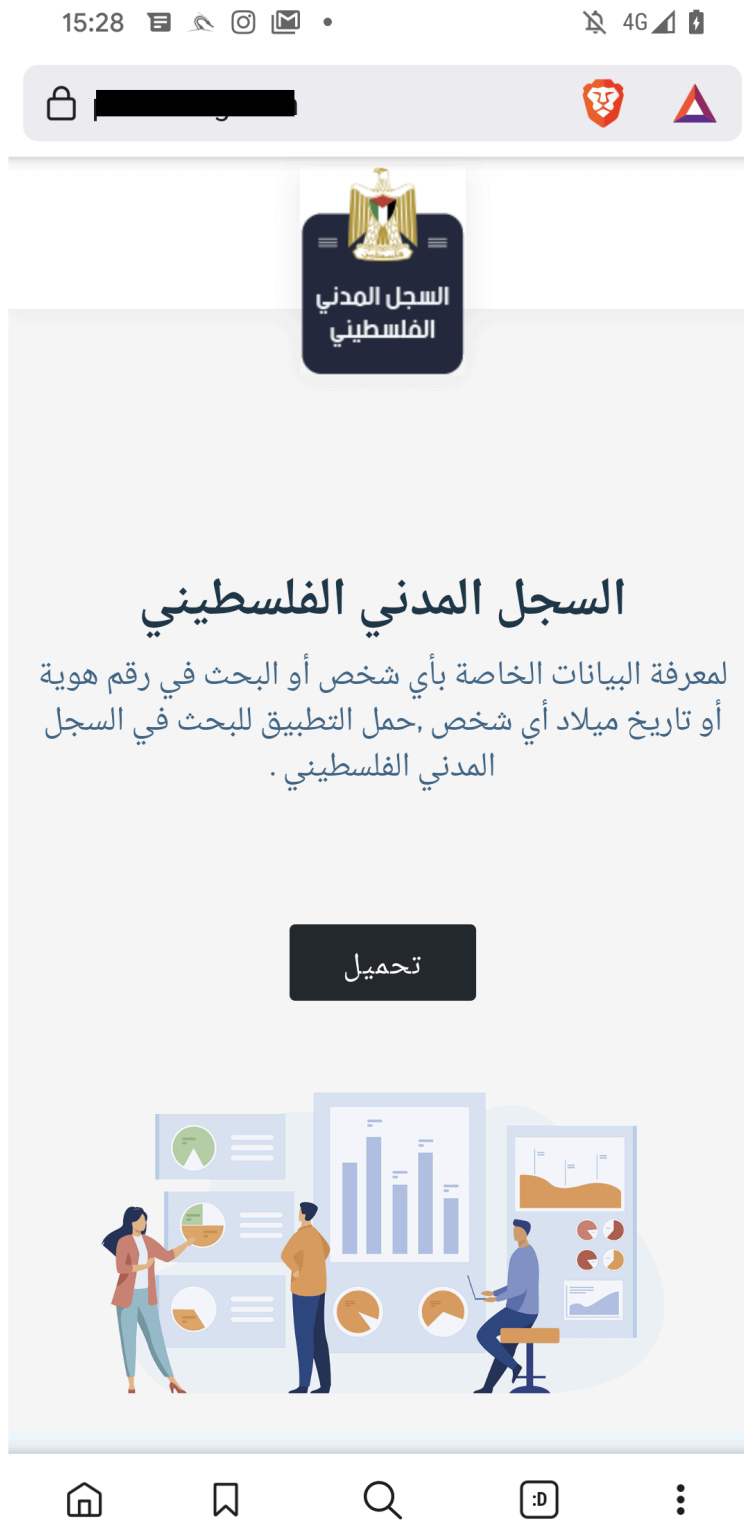 15:28
4G
السجل المدني
الفلسطيني
السجل المدني الفلسطيني
لمعرفة البيانات الخاصة بأي شخص أو البحث في رقم هوية
أو تاريخ ميلاد أي شخص ,حمل التطبيق للبحث في السجل
المدني الفلسطيني .
تحميل
:D